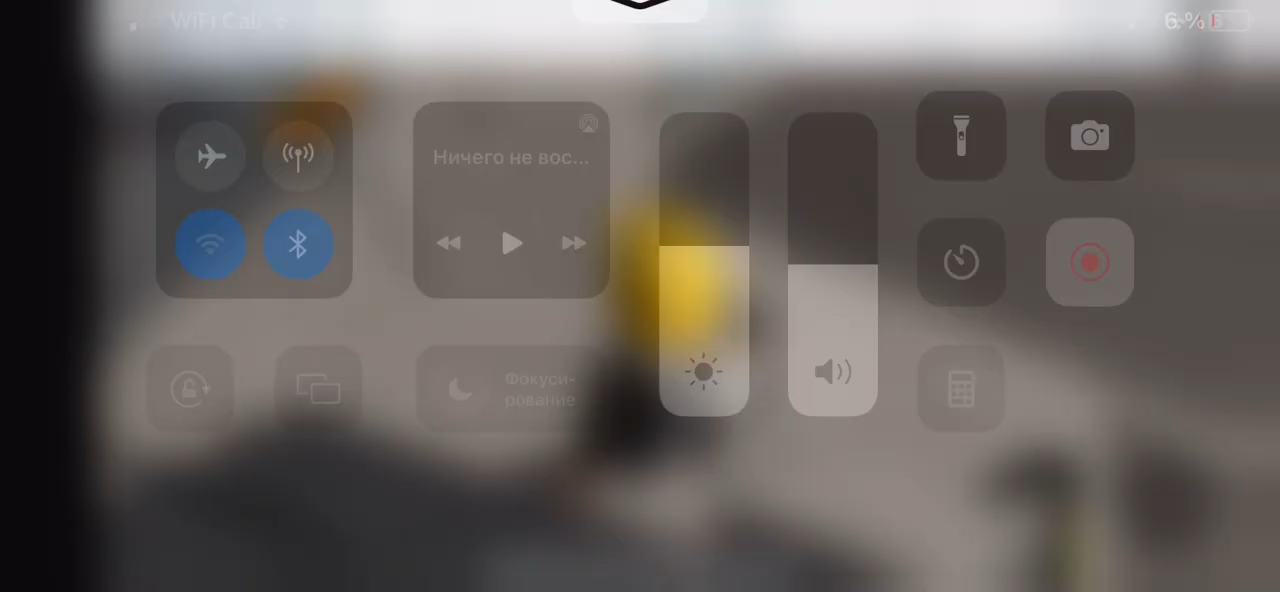 WiFi Call
6 %
Ничего не вос...
Фокуси-
рование